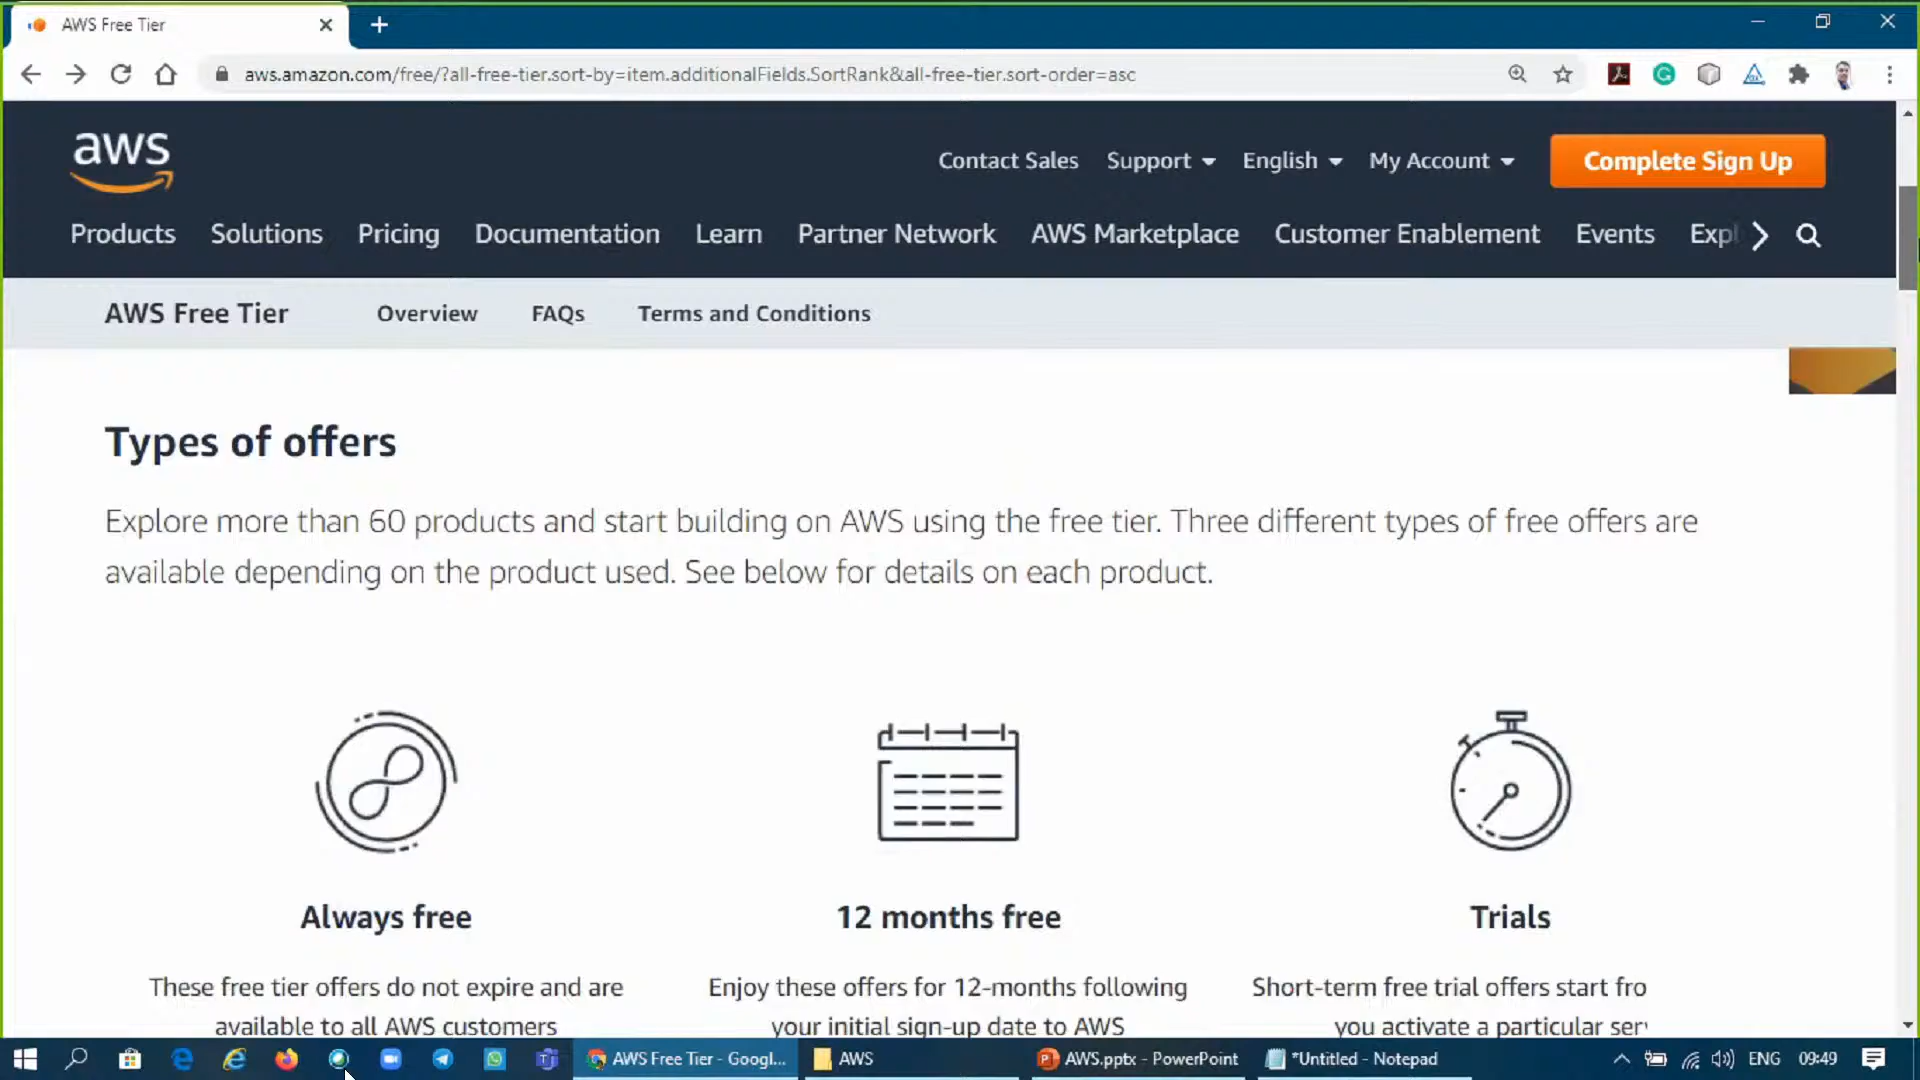 AWS Free Tier
aws.amazon.com/free/?all-free-tier.sort-by=item.additionalFields.SortRank&all-free-tier.sort-order=asc
aws
Contact Sales Support English My Account Complete Sign Up
Products Solutions Pricing Documentation Learn Partner Network AWS Marketplace Customer Enablement Events Expl
AWS Free Tier Overview FAQs Terms and Conditions
Types of offers
Explore more than 60 products and start building on AWS using the free tier. Three different types of free offers are
available depending on the product used. See below for details on each product.
Always free
These free tier offers do not expire and are
available to all AWS customers
12 months free
Enjoy these offers for 12-months following
your initial sign-up date to AWS
Trials
Short-term free trial offers start fro
you activate a particular ser
AWS Free Tier - Googl... AWS AWS.pptx - PowerPoint *Untitled - Notepad ENG 09:49